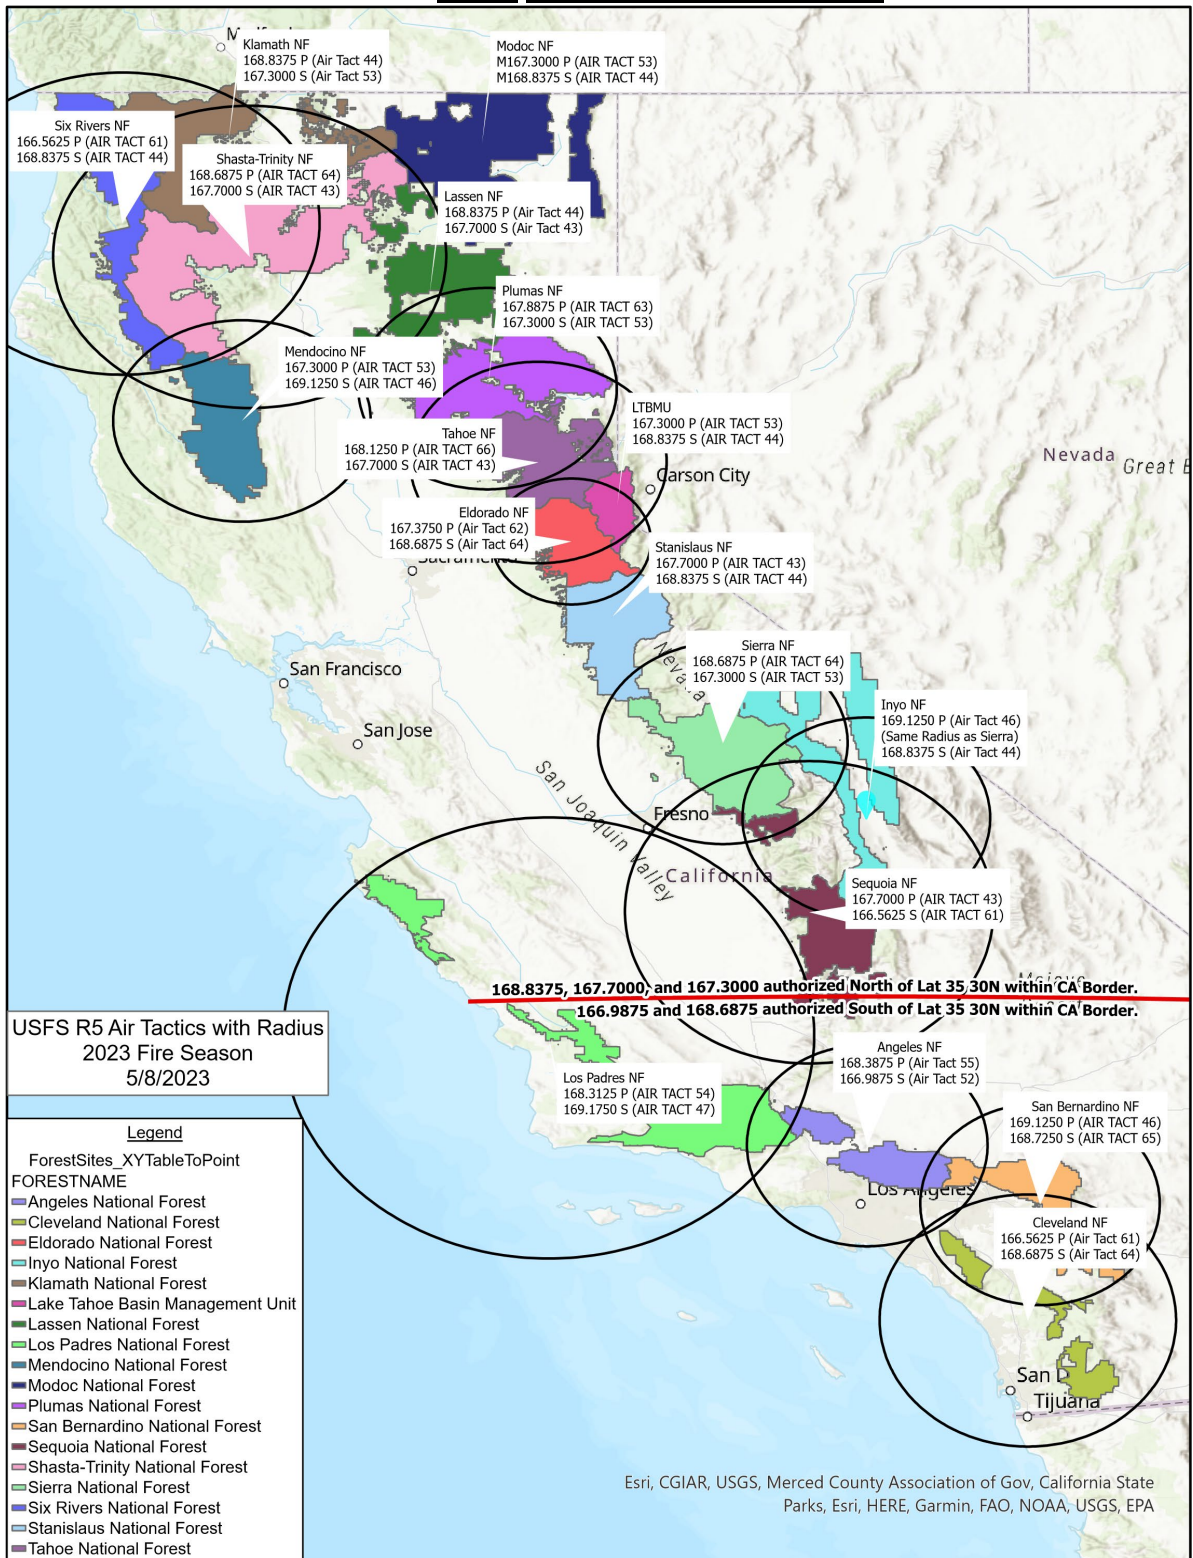 Klamath NF
168.8375 P (Air Tact 44)
167.3000 S (Air Tact 53)
Modoc NF
M167.3000 P (AIR TACT 53)
M168.8375 S (AIR TACT 44)
Six Rivers NF
166.5625 P (AIR TACT 61)
168.8375 S (AIR TACT 44)
Shasta-Trinity NF
168.6875 P (AIR TACT 64)
167.7000 S (AIR TACT 43)
Lassen NF
168.8375 P (Air Tact 44)
167.7000 S (Air Tact 43)
Plumas NF
167.8875 P (AIR TACT 63)
167.3000 S (AIR TACT 53)
Mendocino NF
167.3000 P (AIR TACT 53)
169.1250 S (AIR TACT 46)
LTBMU
167.3000 P (AIR TACT 53)
168.8375 S (AIR TACT 44)
Tahoe NF
168.1250 P (AIR TACT 66)
167.7000 S (AIR TACT 43)
Nevada
Great
Carson City
Eldorado NF
167.3750 P (Air Tact 62)
168.6875 S (Air Tact 64)
Sacramento
Stanislaus NF
167.7000 P (AIR TACT 43)
168.8375 S (AIR TACT 44)
Nevada
Sierra NF
168.6875 P (AIR TACT 64)
167.3000 S (AIR TACT 53)
San Francisco
San Jose
Inyo NF
169.1250 P (Air Tact 46)
(Same Radius as Sierra)
168.8375 S (Air Tact 44)
San Joaquin Valley
Fresno
California
Sequoia NF
167.7000 P (AIR TACT 43)
166.5625 S (AIR TACT 61)
Mojave
168.8375, 167.7000, and 167.3000 authorized North of Lat 35 30N within CA Border.
166.9875 and 168.6875 authorized South of Lat 35 30N within CA Border.
USFS R5 Air Tactics with Radius
2023 Fire Season
5/8/2023
Angeles NF
168.3875 P (Air Tact 55)
166.9875 S (Air Tact 52)
Los Padres NF
168.3125 P (AIR TACT 54)
169.1750 S (AIR TACT 47)
San Bernardino NF
169.1250 P (AIR TACT 46)
168.7250 S (AIR TACT 65)
Los Angeles
Cleveland NF
166.5625 P (Air Tact 61)
168.6875 S (Air Tact 64)
San D
Tijuana
Legend
ForestSites_XYTableToPoint
FORESTNAME
Angeles National Forest
Cleveland National Forest
Eldorado National Forest
Inyo National Forest
Klamath National Forest
Lake Tahoe Basin Management Unit
Lassen National Forest
Los Padres National Forest
Mendocino National Forest
Modoc National Forest
Plumas National Forest
San Bernardino National Forest
Sequoia National Forest
Shasta-Trinity National Forest
Sierra National Forest
Six Rivers National Forest
Stanislaus National Forest
Tahoe National Forest
Esri, CGIAR, USGS, Merced County Association of Gov, California State
Parks, Esri, HERE, Garmin, FAO, NOAA, USGS, EPA